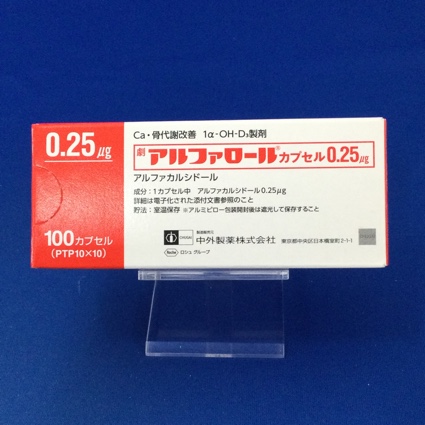 0.25μg
100カプセル
(PTP10×10)
Ca・骨代謝改善 1α-OH-D₃製剤
劇 アルファロール®カプセル0.25μg
アルファカルシドール
成分:1カプセル中 アルファカルシドール0.25μg
詳細は電子化された添付文書参照のこと
貯法:室温保存 ※アルミピロー包装開封後は遮光して保存すること
製造販売元
中外製薬株式会社 東京都中央区日本橋室町2-1-1
Roche ロシュ グループ